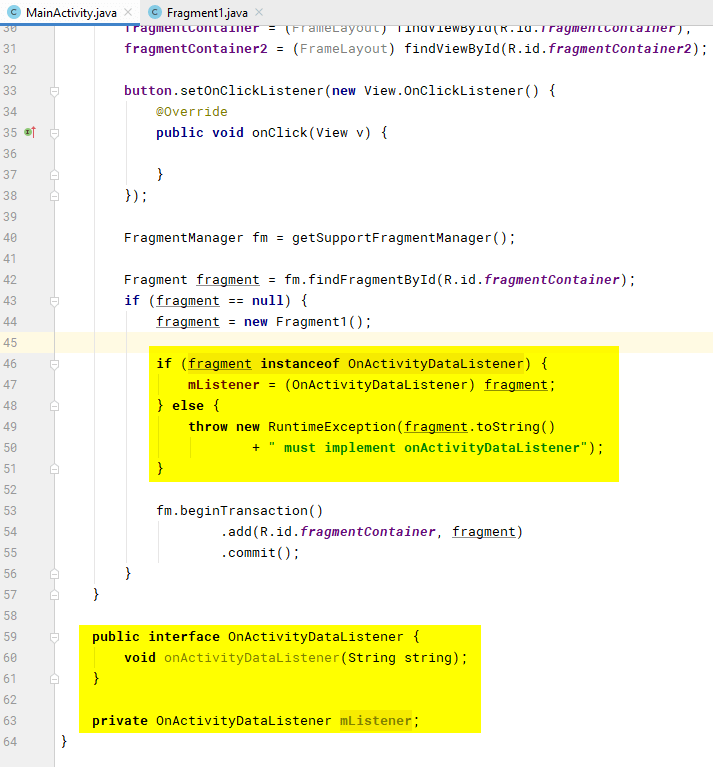 MainActivity.java Fragment1.java
30 fragmentContainer = (FrameLayout) findViewById(R.id.fragmentContainer);
31 fragmentContainer2 = (FrameLayout) findViewById(R.id.fragmentContainer2);
32
33 button.setOnClickListener(new View.OnClickListener() {
34 @Override
35 public void onClick(View v) {
36
37 }
38 });
39
40 FragmentManager fm = getSupportFragmentManager();
41
42 Fragment fragment = fm.findFragmentById(R.id.fragmentContainer);
43 if (fragment == null) {
44 fragment = new Fragment1();
45
46 if (fragment instanceof OnActivityDataListener) {
47 mListener = (OnActivityDataListener) fragment;
48 } else {
49 throw new RuntimeException(fragment.toString()
50 + " must implement onActivityDataListener");
51 }
52
53 fm.beginTransaction()
54 .add(R.id.fragmentContainer, fragment)
55 .commit();
56 }
57 }
58
59 public interface OnActivityDataListener {
60 void onActivityDataListener(String string);
61 }
62
63 private OnActivityDataListener mListener;
64 }